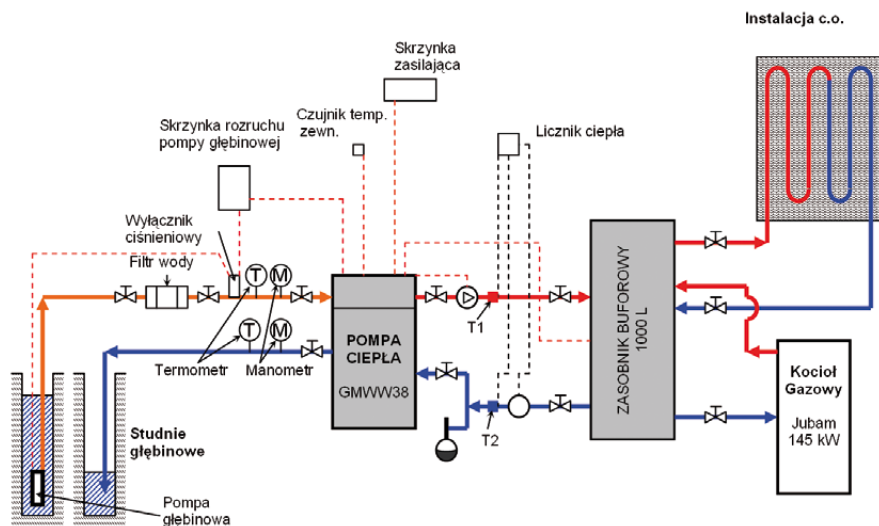 Instalacja c.o.
Skrzynka
zasilająca
Czujnik temp.
zewn.
Licznik ciepła
Skrzynka rozruchu
pompy głębinowej
Wyłącznik
ciśnieniowy
Filtr wody
T
M
T
M
T1
Termometr
Manometr
POMPA
CIEPŁA
GMWW38
ZASOBNIK BUFOROWY
1000 L
Kocioł
Gazowy
Jubam
145 kW
T2
Studnie
głębinowe
Pompa
głębinowa